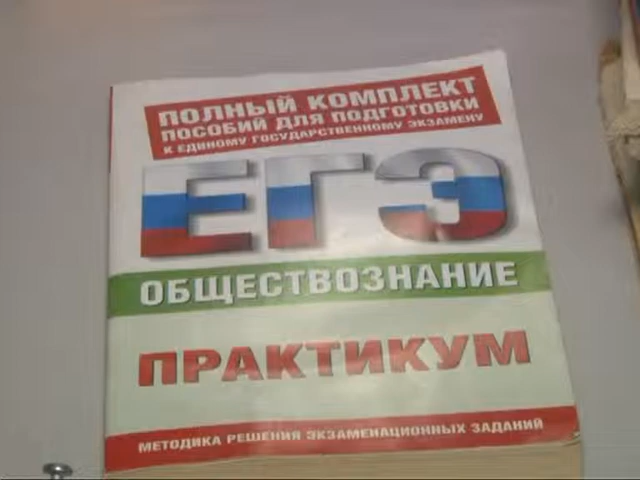 ПОЛНЫЙ КОМПЛЕКТ
ПОСОБИЙ ДЛЯ ПОДГОТОВКИ
К ЕДИНОМУ ГОСУДАРСТВЕННОМУ ЭКЗАМЕНУ
ЕГЭ
ОБЩЕСТВОЗНАНИЕ
ПРАКТИКУМ
МЕТОДИКА РЕШЕНИЯ ЭКЗАМЕНАЦИОННЫХ ЗАДАНИЙ